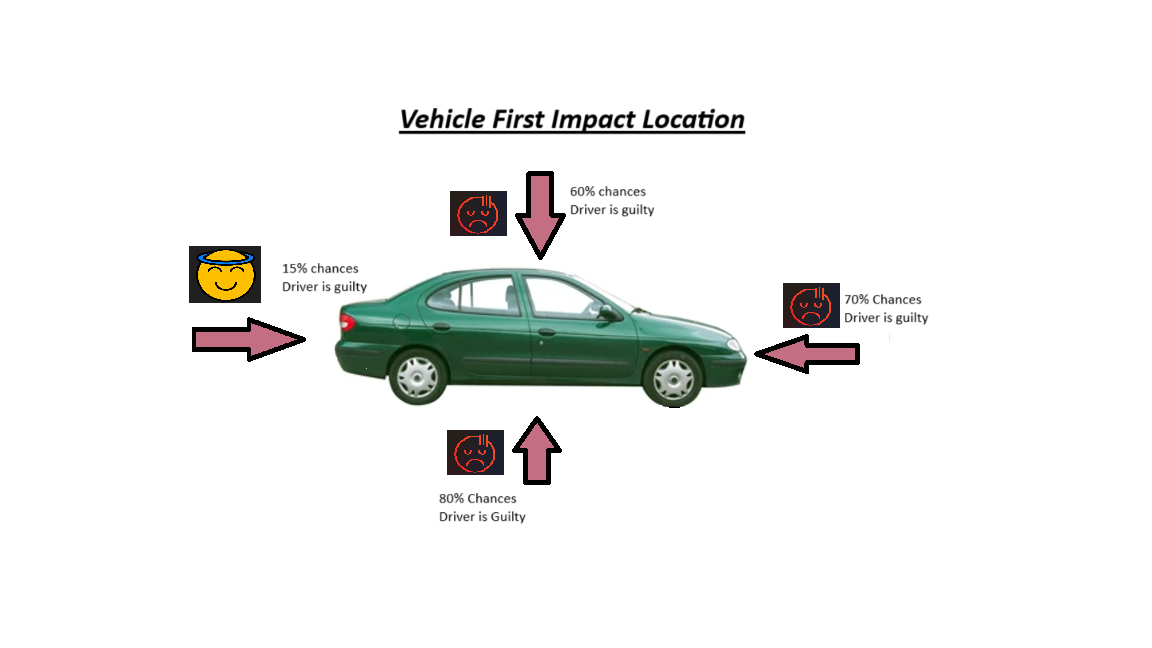 Vehicle First Impact Location
60% chances
Driver is guilty
15% chances
Driver is guilty
70% Chances
Driver is guilty
80% Chances
Driver is Guilty